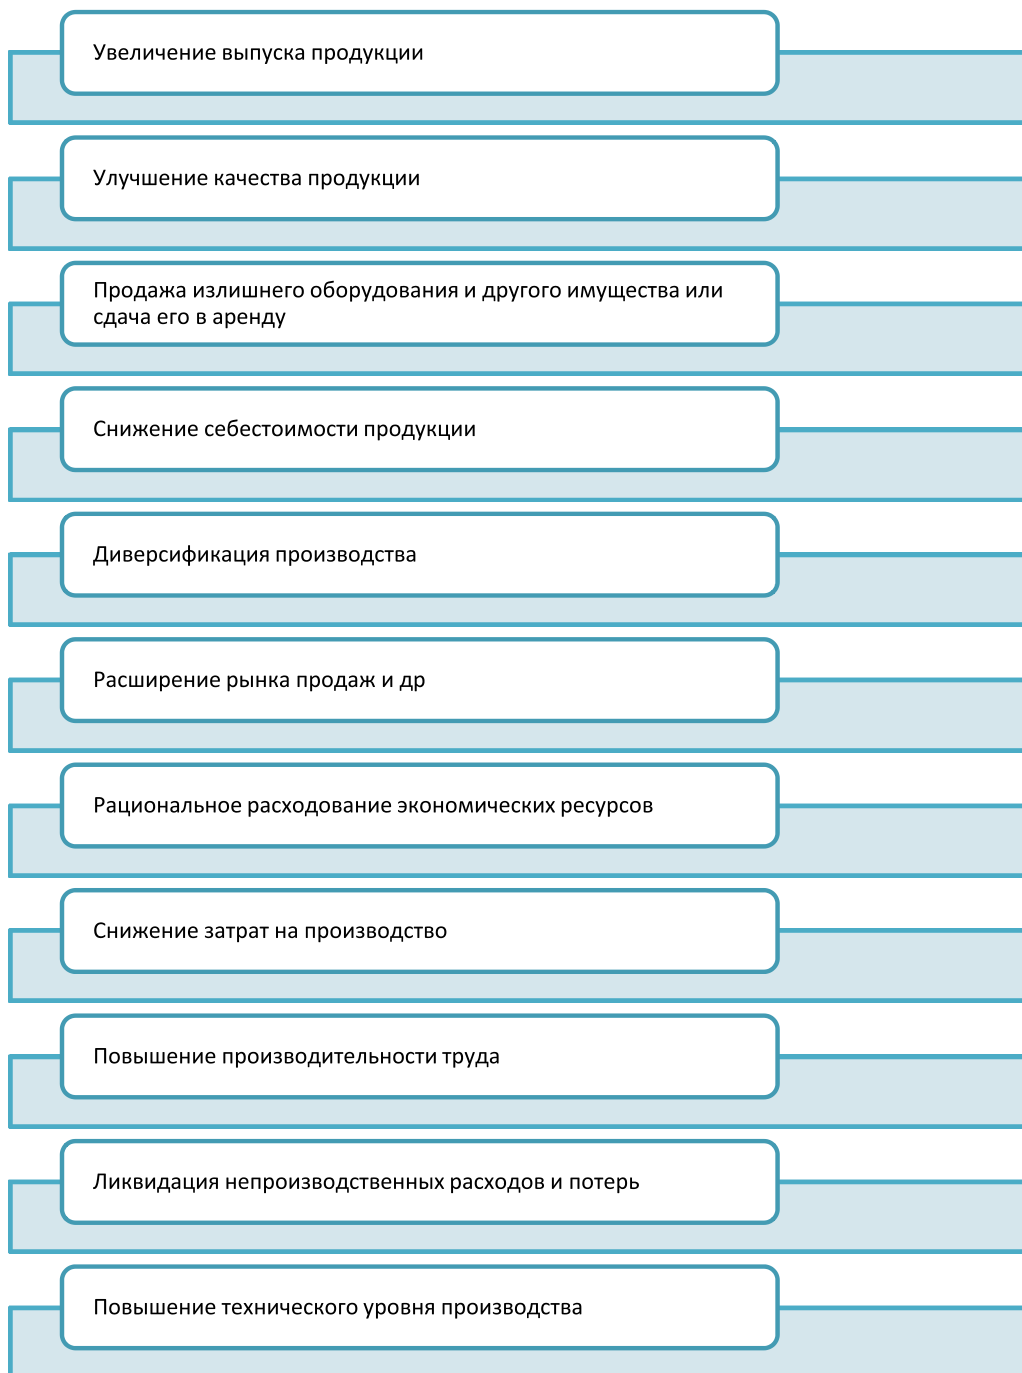 Увеличение выпуска продукции
Улучшение качества продукции
Продажа излишнего оборудования и другого имущества или
сдача его в аренду
Снижение себестоимости продукции
Диверсификация производства
Расширение рынка продаж и др
Рациональное расходование экономических ресурсов
Снижение затрат на производство
Повышение производительности труда
Ликвидация непроизводственных расходов и потерь
Повышение технического уровня производства